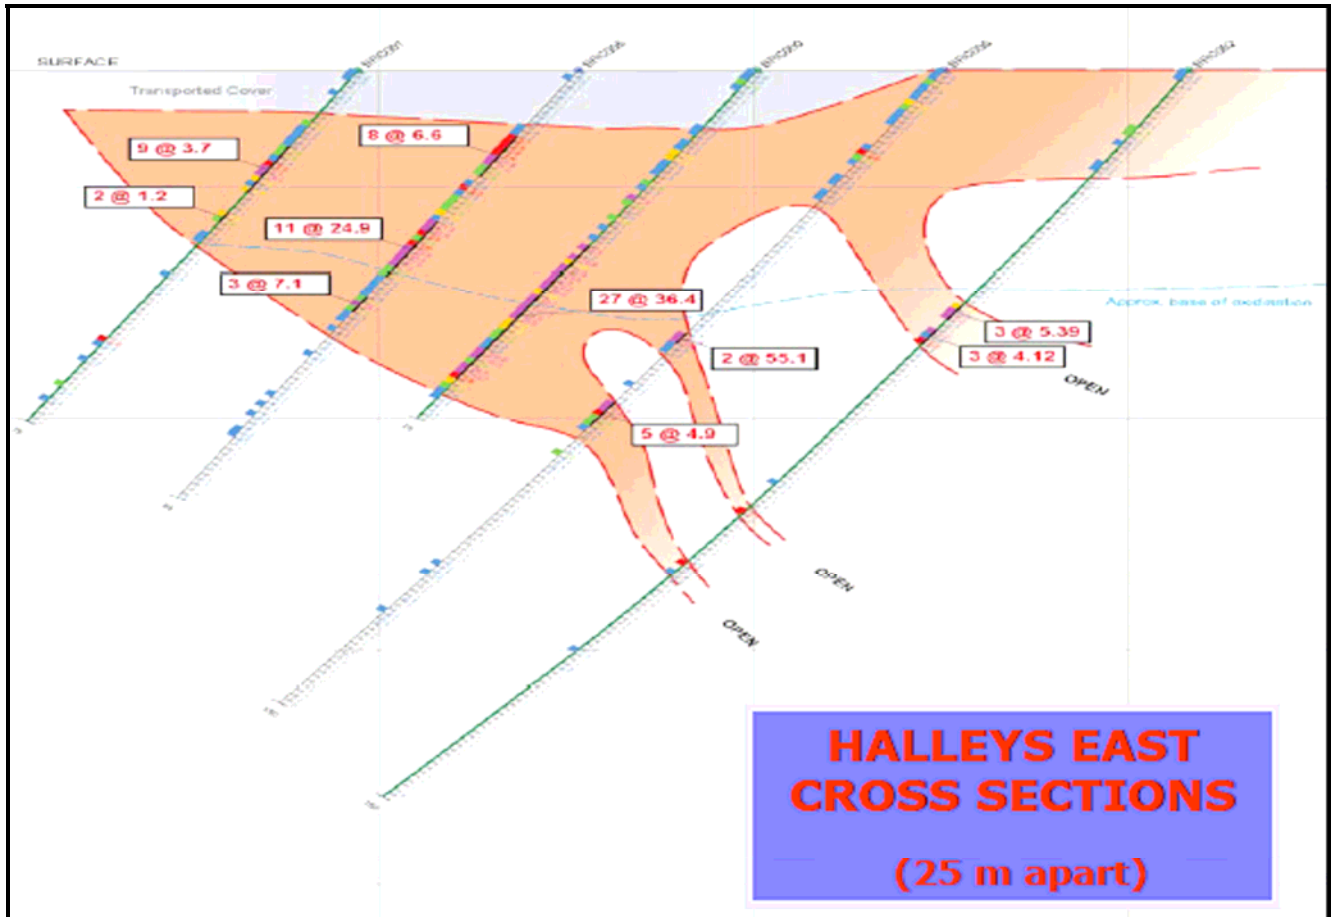 SURFACE
Transported Cover
9 @ 3.7
8 @ 6.6
2 @ 1.2
11 @ 24.9
3 @ 7.1
27 @ 36.4
Approx. base of oxidation
3 @ 5.39
2 @ 55.1
3 @ 4.12
OPEN
5 @ 4.9
OPEN
OPEN
HALLEYS EAST
CROSS SECTIONS
(25 m apart)